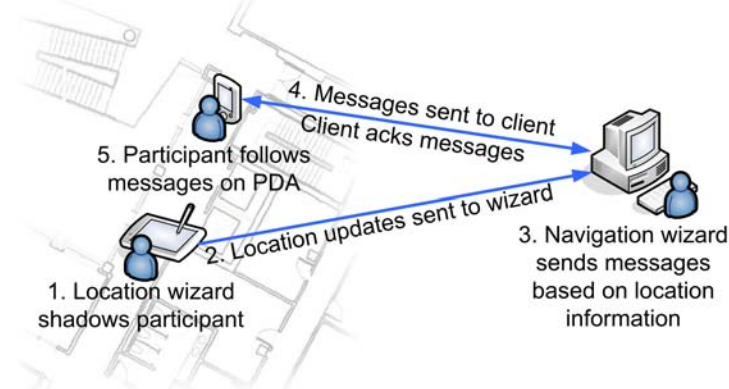 4. Messages sent to client
Client acks messages
5. Participant follows
messages on PDA
2. Location updates sent to wizard
3. Navigation wizard
sends messages
based on location
information
1. Location wizard
shadows participant